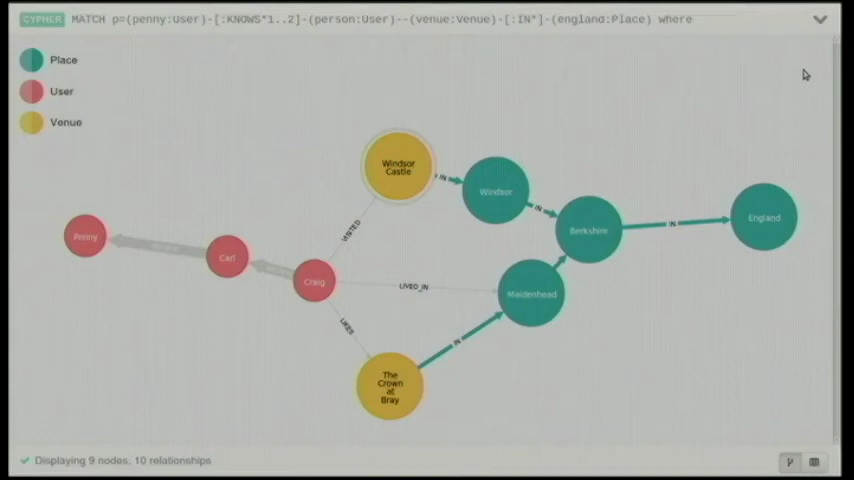 CYPHER MATCH p=(penny:User)-[:KNOWS*1..2]-(person:User)--(venue:Venue)-[:IN*]-(england:Place) where
Place
User
Venue
Windsor
Castle
IN
Windsor
IN
Berkshire
IN
England
Penny
Carl
Craig
VISITED
LIVED_IN
Maidenhead
LIKES
IN
The
Crown
at
Bray
Displaying 9 nodes, 10 relationships